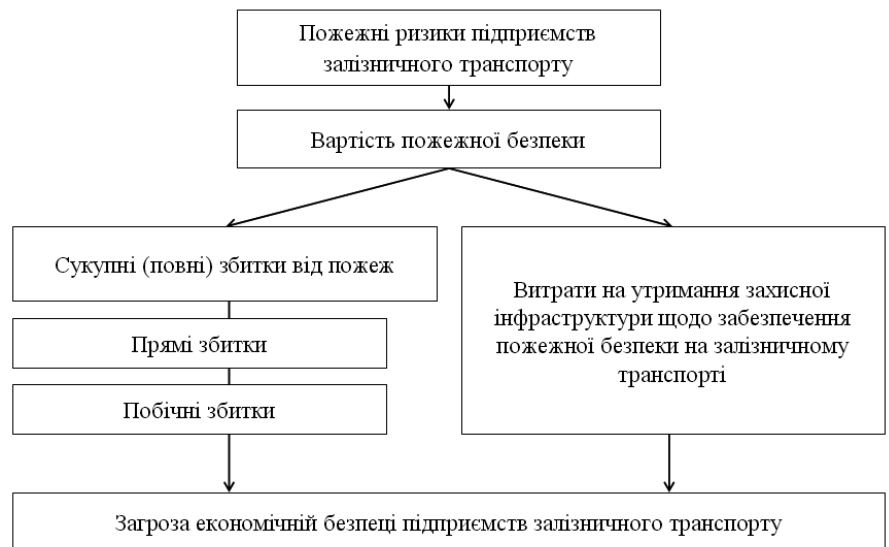 Пожежні ризики підприємств
залізничного транспорту
Вартість пожежної безпеки
Сукупні (повні) збитки від пожеж
Прямі збитки
Побічні збитки
Витрати на утримання захисної
інфраструктури щодо забезпечення
пожежної безпеки на залізничному
транспорті
Загроза економічній безпеці підприємств залізничного транспорту